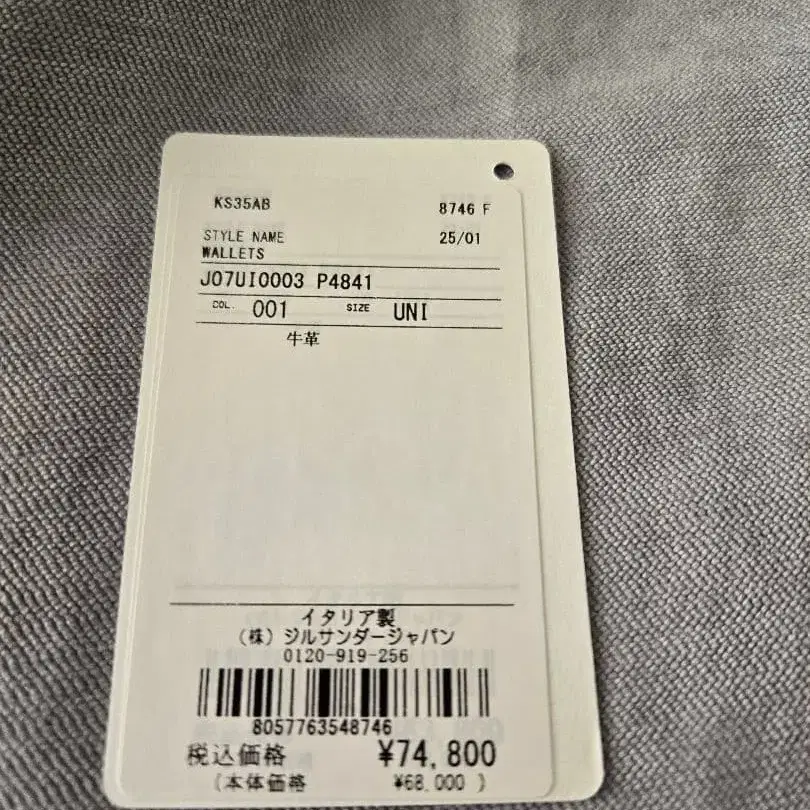 KS35AB 8746 F
STYLE NAME 25/01
WALLETS
J07UI0003 P4841
COL. 001 SIZE UNI
牛革
イタリア製
(株) ジルサンダージャパン
0120-919-256
8057763548746
税込価格 ¥74,800
(本体価格 ¥68,000 )